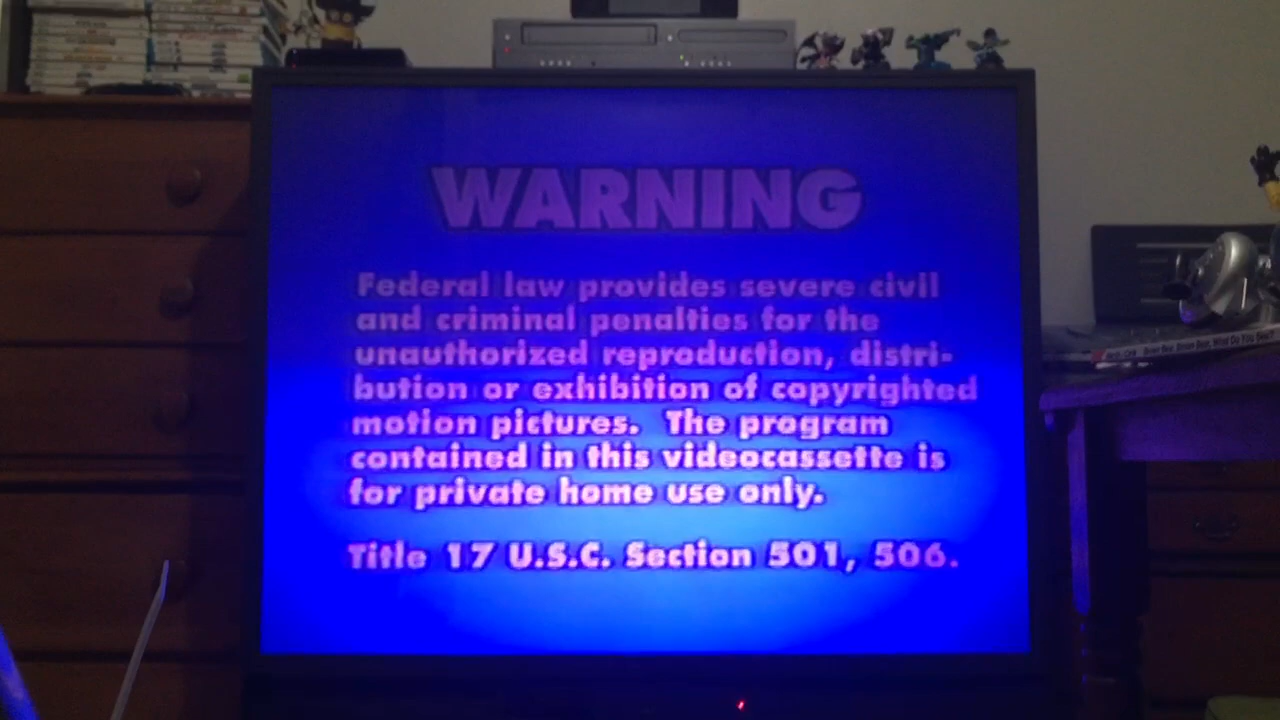 WARNING
Federal law provides severe civil
and criminal penalties for the
unauthorized reproduction, distri-
bution or exhibition of copyrighted
motion pictures.  The program
contained in this videocassette is
for private home use only.
Title 17 U.S.C. Section 501, 506.